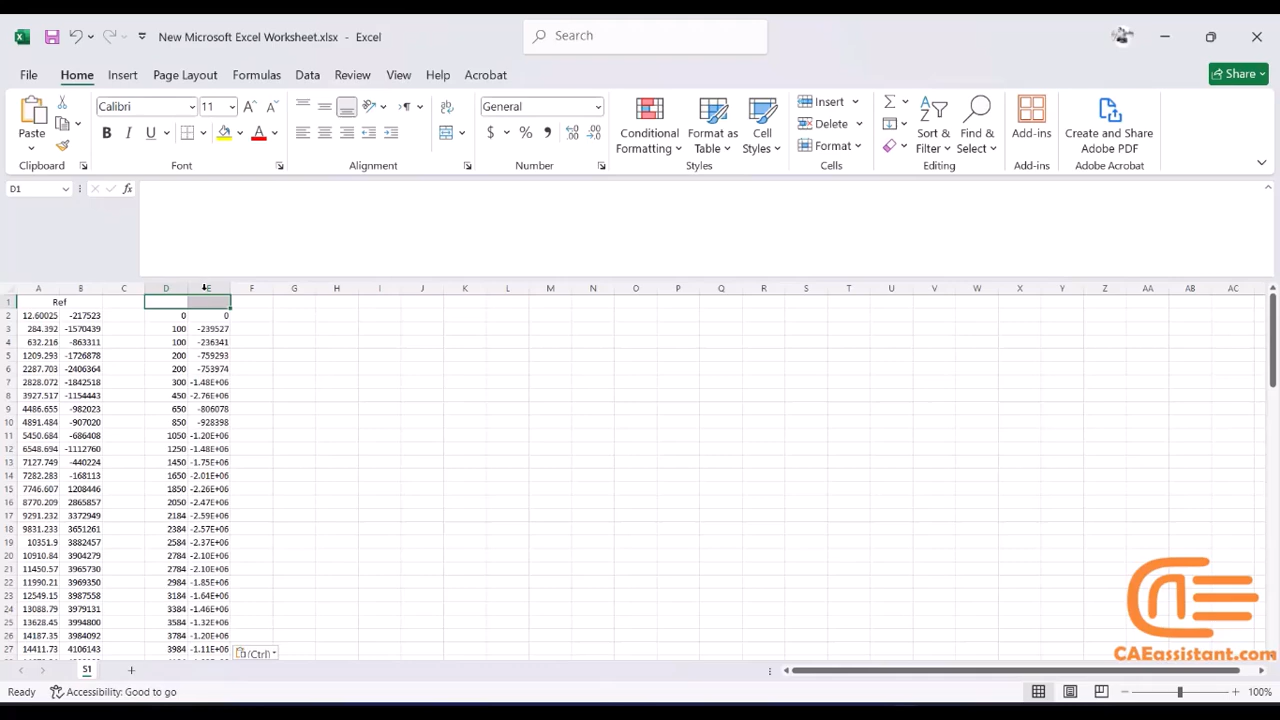 New Microsoft Excel Worksheet.xlsx - Excel
Search
File Home Insert Page Layout Formulas Data Review View Help Acrobat
Share
Paste
Calibri 11
General
Conditional Formatting
Format as Table
Cell Styles
Insert
Delete
Format
Sort & Filter
Find & Select
Add-ins
Create and Share Adobe PDF
Clipboard Font Alignment Number Styles Cells Editing Add-ins Adobe Acrobat
D1 fx
A B C D E F G H I J K L M N O P Q R S T U V W X Y Z AA AB AC
1 Ref
2 12.60025 -217523 0 0
3 284.392 -1570439 100 -239527
4 632.216 -863311 100 -236341
5 1209.293 -1726878 200 -759293
6 2287.703 -2406364 200 -753974
7 2828.072 -1842518 300 -1.48E+06
8 3927.517 -1154443 450 -2.76E+06
9 4486.655 -982023 650 -806078
10 4891.484 -907020 850 -928398
11 5450.684 -686408 1050 -1.20E+06
12 6548.694 -1112760 1250 -1.48E+06
13 7127.749 -440224 1450 -1.75E+06
14 7282.283 -168113 1650 -2.01E+06
15 7746.607 1208446 1850 -2.26E+06
16 8770.209 2865857 2050 -2.47E+06
17 9291.232 3372949 2184 -2.59E+06
18 9831.233 3651261 2384 -2.57E+06
19 10351.9 3882457 2584 -2.37E+06
20 10910.84 3904279 2784 -2.10E+06
21 11450.57 3965730 2784 -2.10E+06
22 11990.21 3969350 2984 -1.85E+06
23 12549.15 3987558 3184 -1.64E+06
24 13088.79 3979131 3384 -1.46E+06
25 13628.45 3994800 3584 -1.32E+06
26 14187.35 3984092 3784 -1.20E+06
27 14411.73 4106143 3984 -1.11E+06
(Ctrl)
CAEassistant.com
S1
Ready Accessibility: Good to go 100%